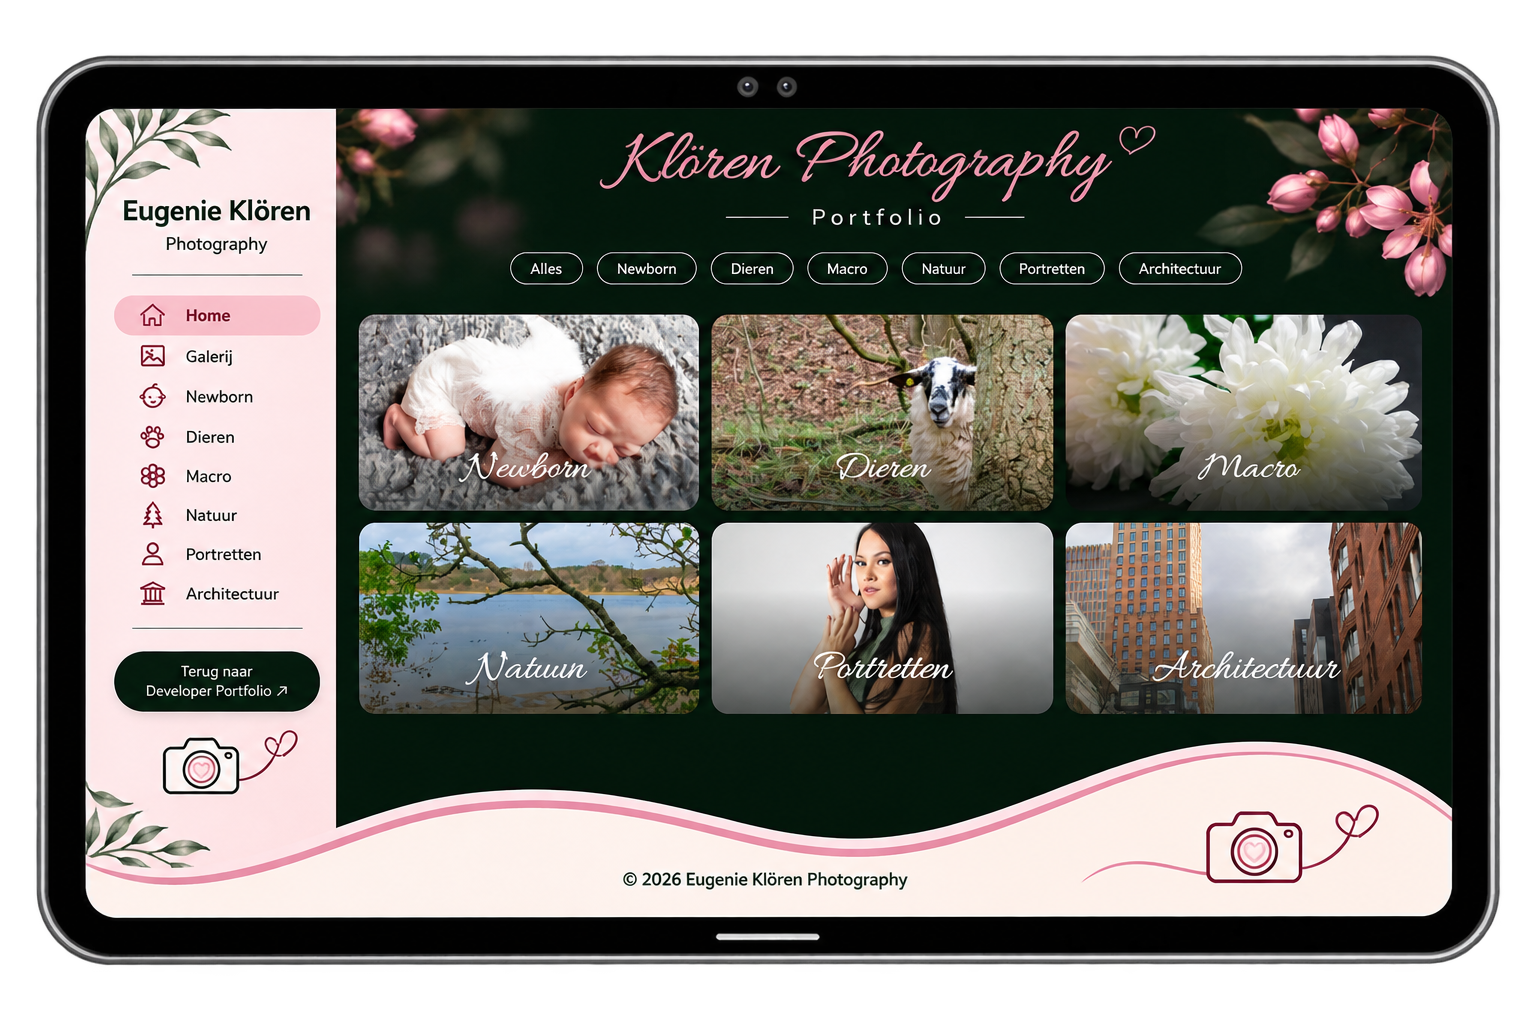 Eugenie Klören
Photography
Home
Galerij
Newborn
Dieren
Macro
Natuur
Portretten
Architectuur
Terug naar
Developer Portfolio ↗
Klören Photography
Portfolio
Alles
Newborn
Dieren
Macro
Natuur
Portretten
Architectuur
Newborn
Dieren
Macro
Natuun
Portretten
Architectuur
© 2026 Eugenie Klören Photography